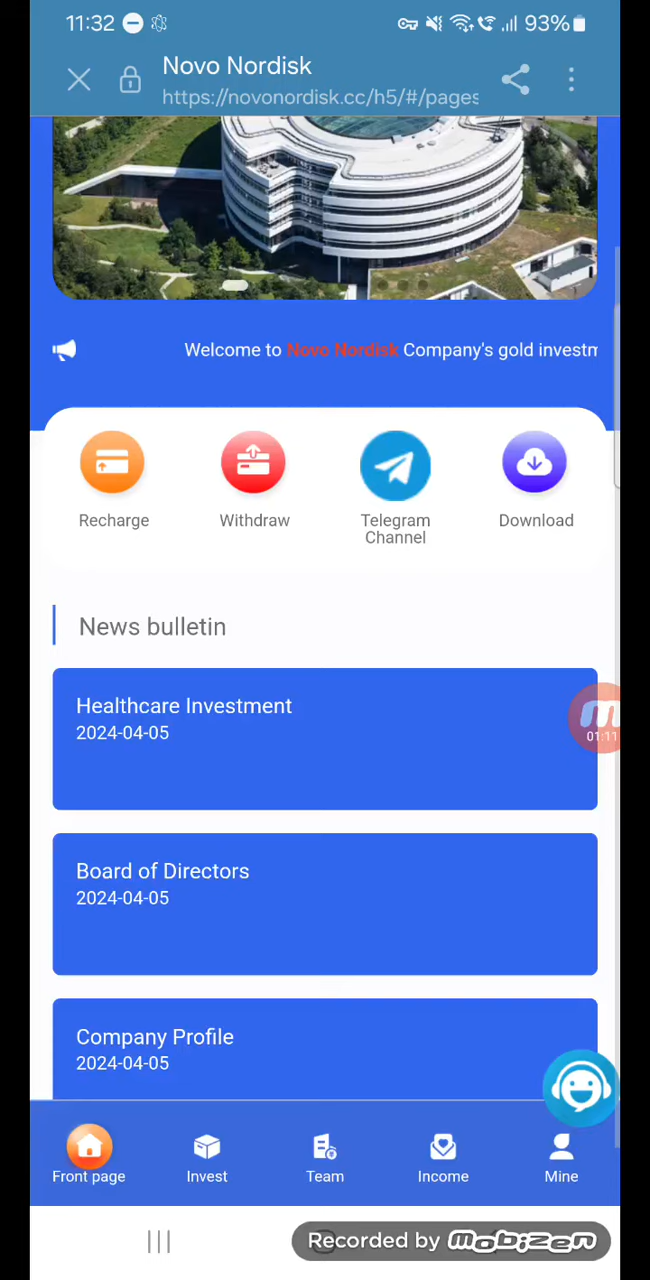 11:32
93%
Novo Nordisk
https://novonordisk.cc/h5/#/pages
Welcome to Novo Nordisk Company's gold investm
Recharge
Withdraw
Telegram
Channel
Download
News bulletin
Healthcare Investment
2024-04-05
01:11
Board of Directors
2024-04-05
Company Profile
2024-04-05
Front page
Invest
Team
Income
Mine
Recorded by mobizen